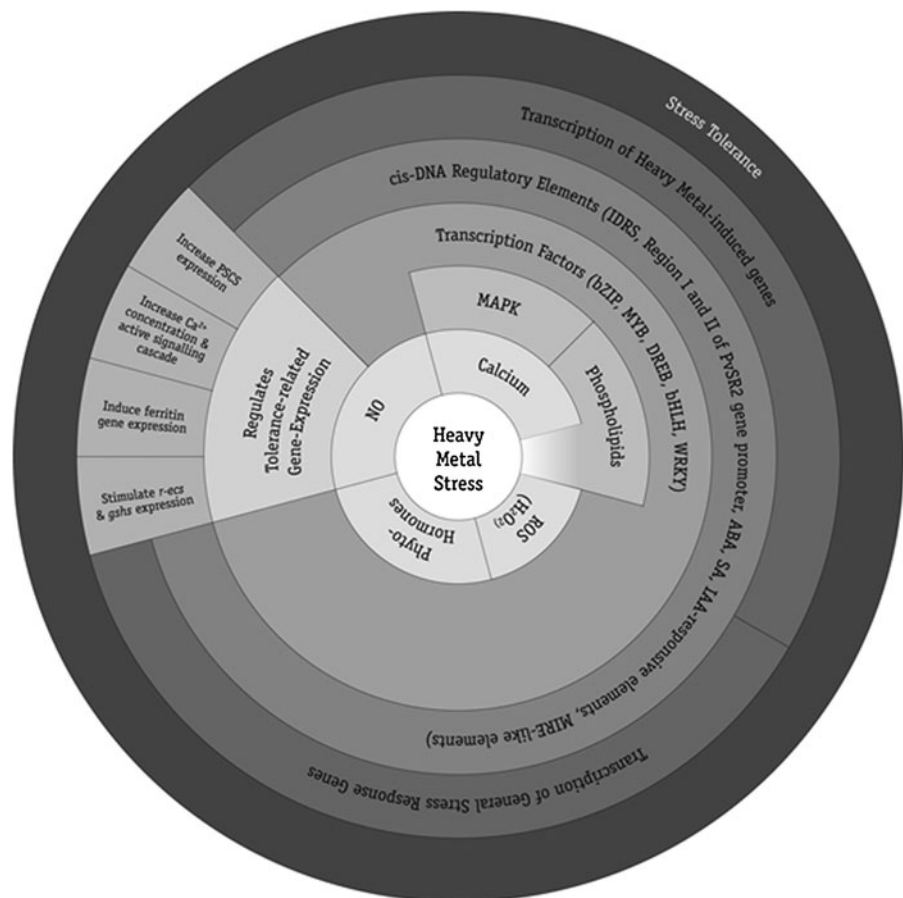 Stress Tolerance
Transcription of Heavy Metal-induced genes
cis-DNA Regulatory Elements (IDRS, Region I and II of PvSR2 gene promoter, ABA, SA, IAA-responsive elements, MIRE-like elements)
Transcription Factors (bZIP, MYB, DREB, bHLH, WRKY)
MAPK
Phospholipids
Calcium
NO
Heavy
Metal
Stress
ROS
(H₂O₂)
Phyto-
Hormones
Regulates
Tolerance-related
Gene-Expression
Increase PSCS
expression
Increase Ca²⁺
concentration &
active signalling
cascade
Induce ferritin
gene expression
Stimulate r-ecs
& gshs expression
Transcription of General Stress Response Genes